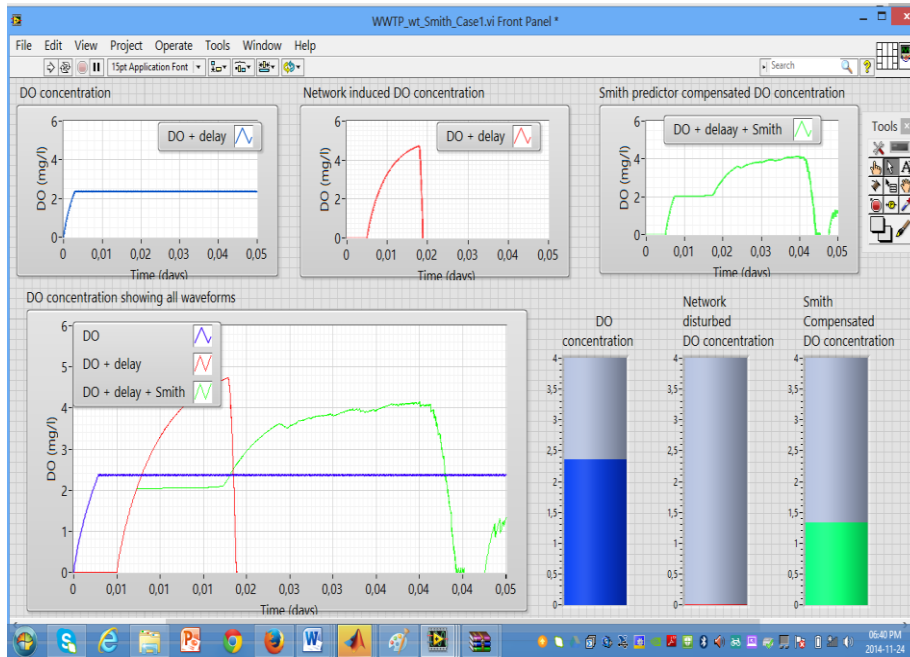 WWTP_wt_Smith_Case1.vi Front Panel *
File Edit View Project Operate Tools Window Help
15pt Application Font
Search
DO concentration
DO + delay
6
4
2
0
DO (mg/l)
0 0,01 0,02 0,03 0,04 0,05
Time (days)
Network induced DO concentration
DO + delay
6
4
2
0
DO (mg/l)
0 0,01 0,02 0,03 0,04 0,05
Time (days)
Smith predictor compensated DO concentration
DO + delaay + Smith
6
4
2
0
DO (mg/l)
0 0,01 0,02 0,03 0,04 0,05
Time (days)
Tools
A
DO concentration showing all waveforms
DO
DO + delay
DO + delay + Smith
6
5
4
3
2
1
0
DO (mg/l)
0 0,01 0,01 0,01 0,02 0,03 0,03 0,04 0,04 0,05
Time (days)
DO
concentration
4
3,5
3
2,5
2
1,5
1
0,5
0
Network
disturbed
DO concentration
4
3,5
3
2,5
2
1,5
1
0,5
0
Smith
Compensated
DO concentration
4
3,5
3
2,5
2
1,5
1
0,5
0
06:40 PM
2014-11-24